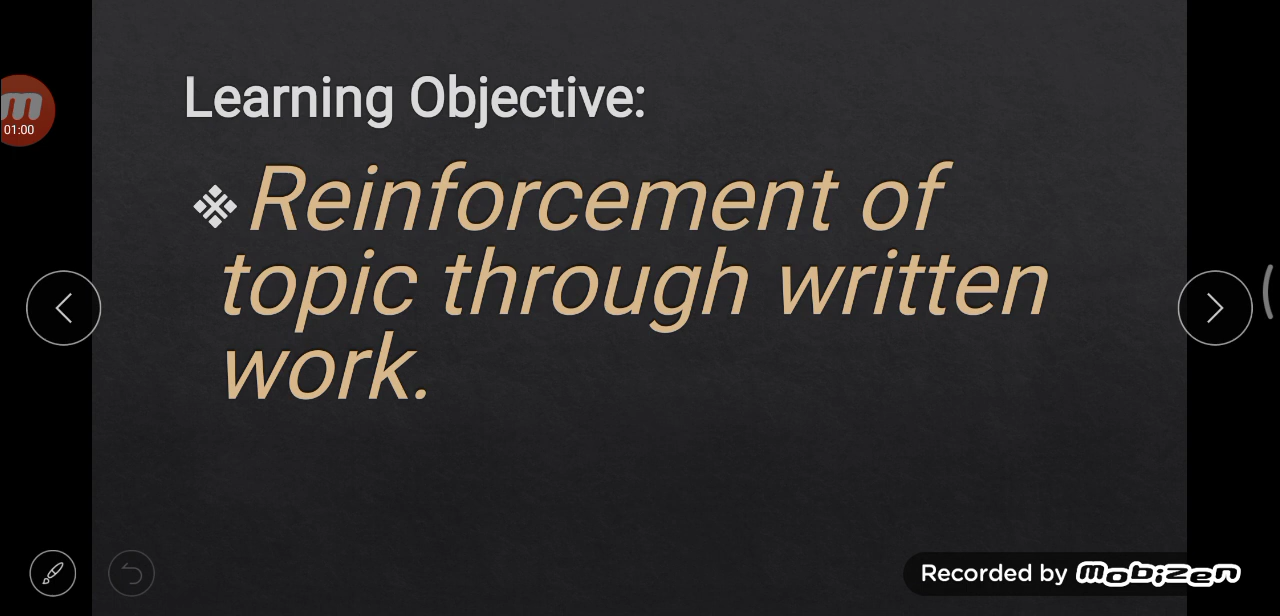 Learning Objective:
❖ Reinforcement of
topic through written
work.
m
01:00
Recorded by mobizen